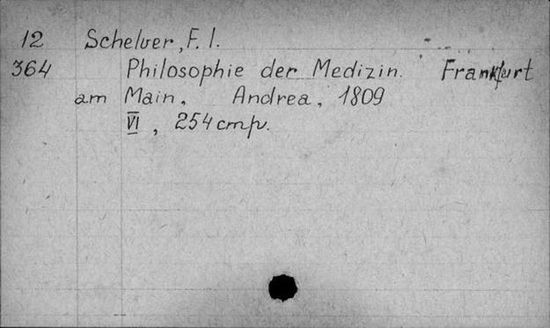 12 Schelver, F. I.
364 Philosophie der Medizin. Frankfurt
am Main, Andrea, 1809
VI, 254 стр.